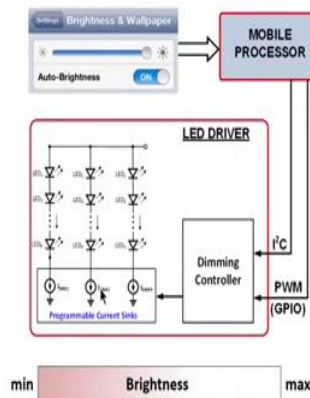 Settings Brightness & Wallpaper
Auto-Brightness ON
MOBILE
PROCESSOR
LED DRIVER
I²C
Dimming
Controller
PWM
(GPIO)
Programmable Current Sinks
min Brightness max